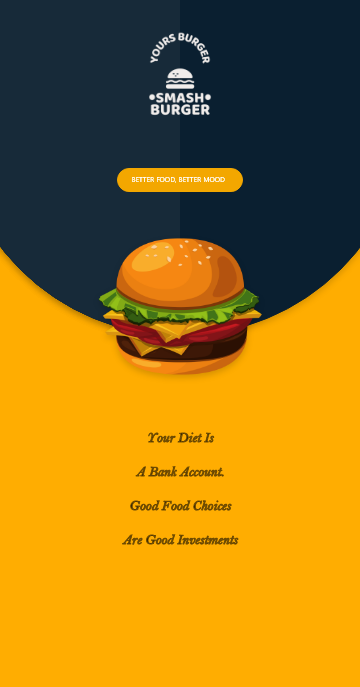 YOURS BURGER
•SMASH•
BURGER
BETTER FOOD, BETTER MOOD
Your Diet Is
A Bank Account.
Good Food Choices
Are Good Investments